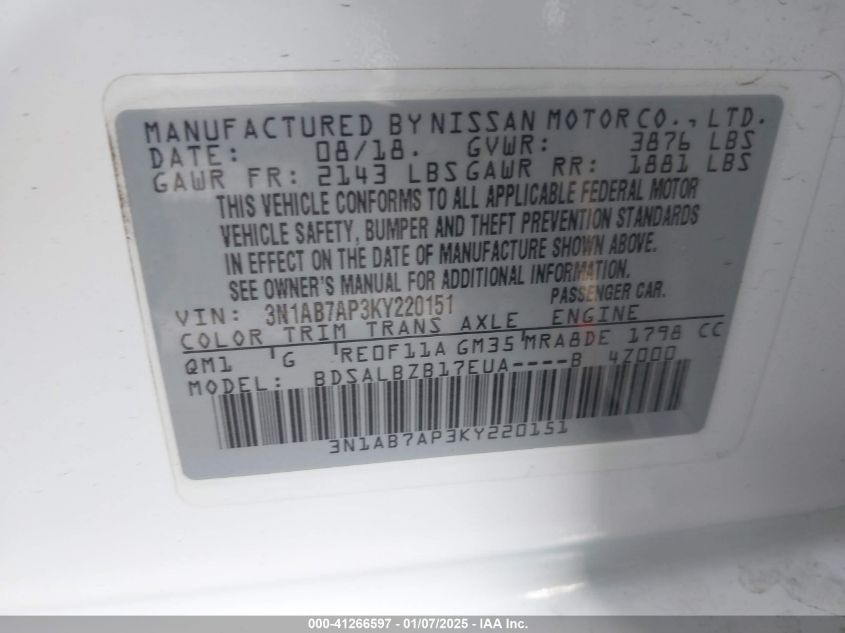 MANUFACTURED BY NISSAN MOTOR CO., LTD.
DATE: 08/18. GVWR: 3876 LBS
GAWR FR: 2143 LBS GAWR RR: 1881 LBS
THIS VEHICLE CONFORMS TO ALL APPLICABLE FEDERAL MOTOR
VEHICLE SAFETY, BUMPER AND THEFT PREVENTION STANDARDS
IN EFFECT ON THE DATE OF MANUFACTURE SHOWN ABOVE.
SEE OWNER'S MANUAL FOR ADDITIONAL INFORMATION.
VIN: 3N1AB7AP3KY220151 PASSENGER CAR.
COLOR TRIM TRANS AXLE ENGINE
QM1 G RE0F11A GM35 MRA8DE 1798 CC
MODEL: BDSALBZB17EUA----B 4Z000
3N1AB7AP3KY220151
000-41266597 - 01/07/2025 - IAA Inc.